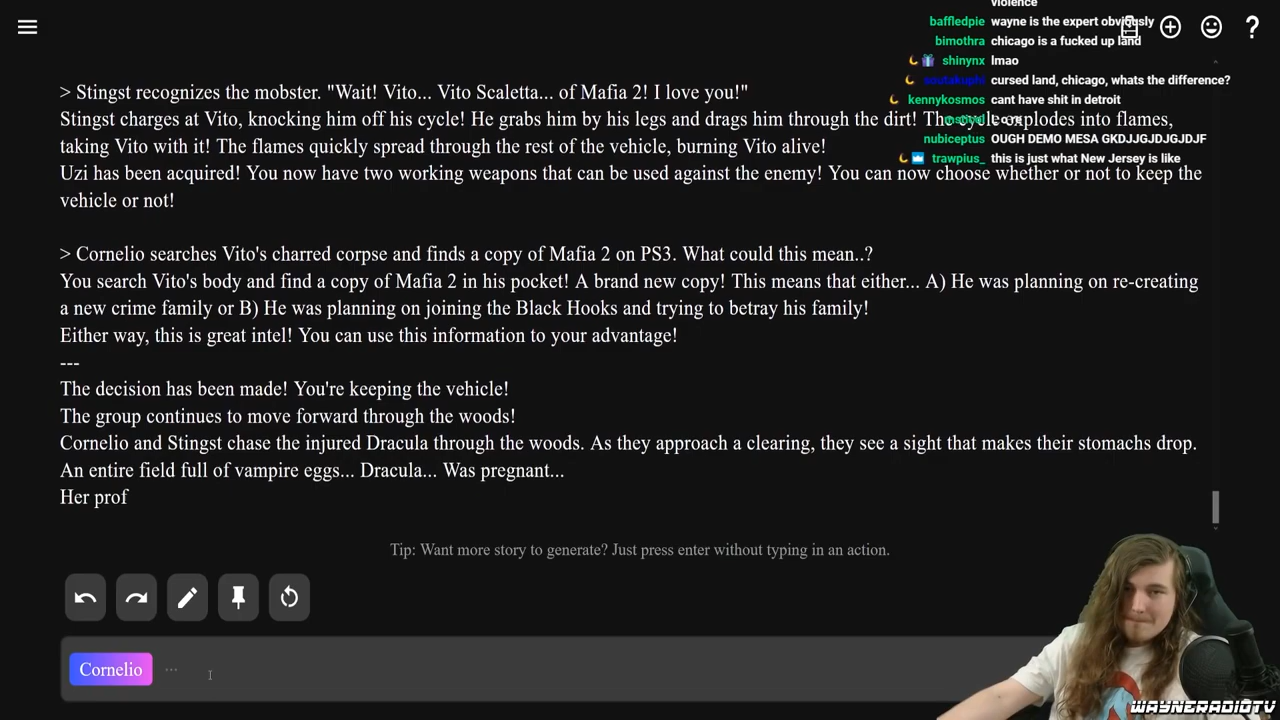 violence
baffledpie wayne is the expert obviously
bimothra chicago is a fucked up land
shinynx lmao
cursed land, chicago, whats the difference?
kennykosmos cant have shit in detroit
nubiceptus OUGH DEMO MESA GKDJJGJDJGJDJF
trawpius_ this is just what New Jersey is like
> Stingst recognizes the mobster. "Wait! Vito... Vito Scaletta... of Mafia 2! I love you!"
Stingst charges at Vito, knocking him off his cycle! He grabs him by his legs and drags him through the dirt! The cycle explodes into flames,
taking Vito with it! The flames quickly spread through the rest of the vehicle, burning Vito alive!
Uzi has been acquired! You now have two working weapons that can be used against the enemy! You can now choose whether or not to keep the
vehicle or not!
> Cornelio searches Vito's charred corpse and finds a copy of Mafia 2 on PS3. What could this mean..?
You search Vito's body and find a copy of Mafia 2 in his pocket! A brand new copy! This means that either... A) He was planning on re-creating
a new crime family or B) He was planning on joining the Black Hooks and trying to betray his family!
Either way, this is great intel! You can use this information to your advantage!
---
The decision has been made! You're keeping the vehicle!
The group continues to move forward through the woods!
Cornelio and Stingst chase the injured Dracula through the woods. As they approach a clearing, they see a sight that makes their stomachs drop.
An entire field full of vampire eggs... Dracula... Was pregnant...
Her prof
Tip: Want more story to generate? Just press enter without typing in an action.
Cornelio ...
WAYNERADIOTV